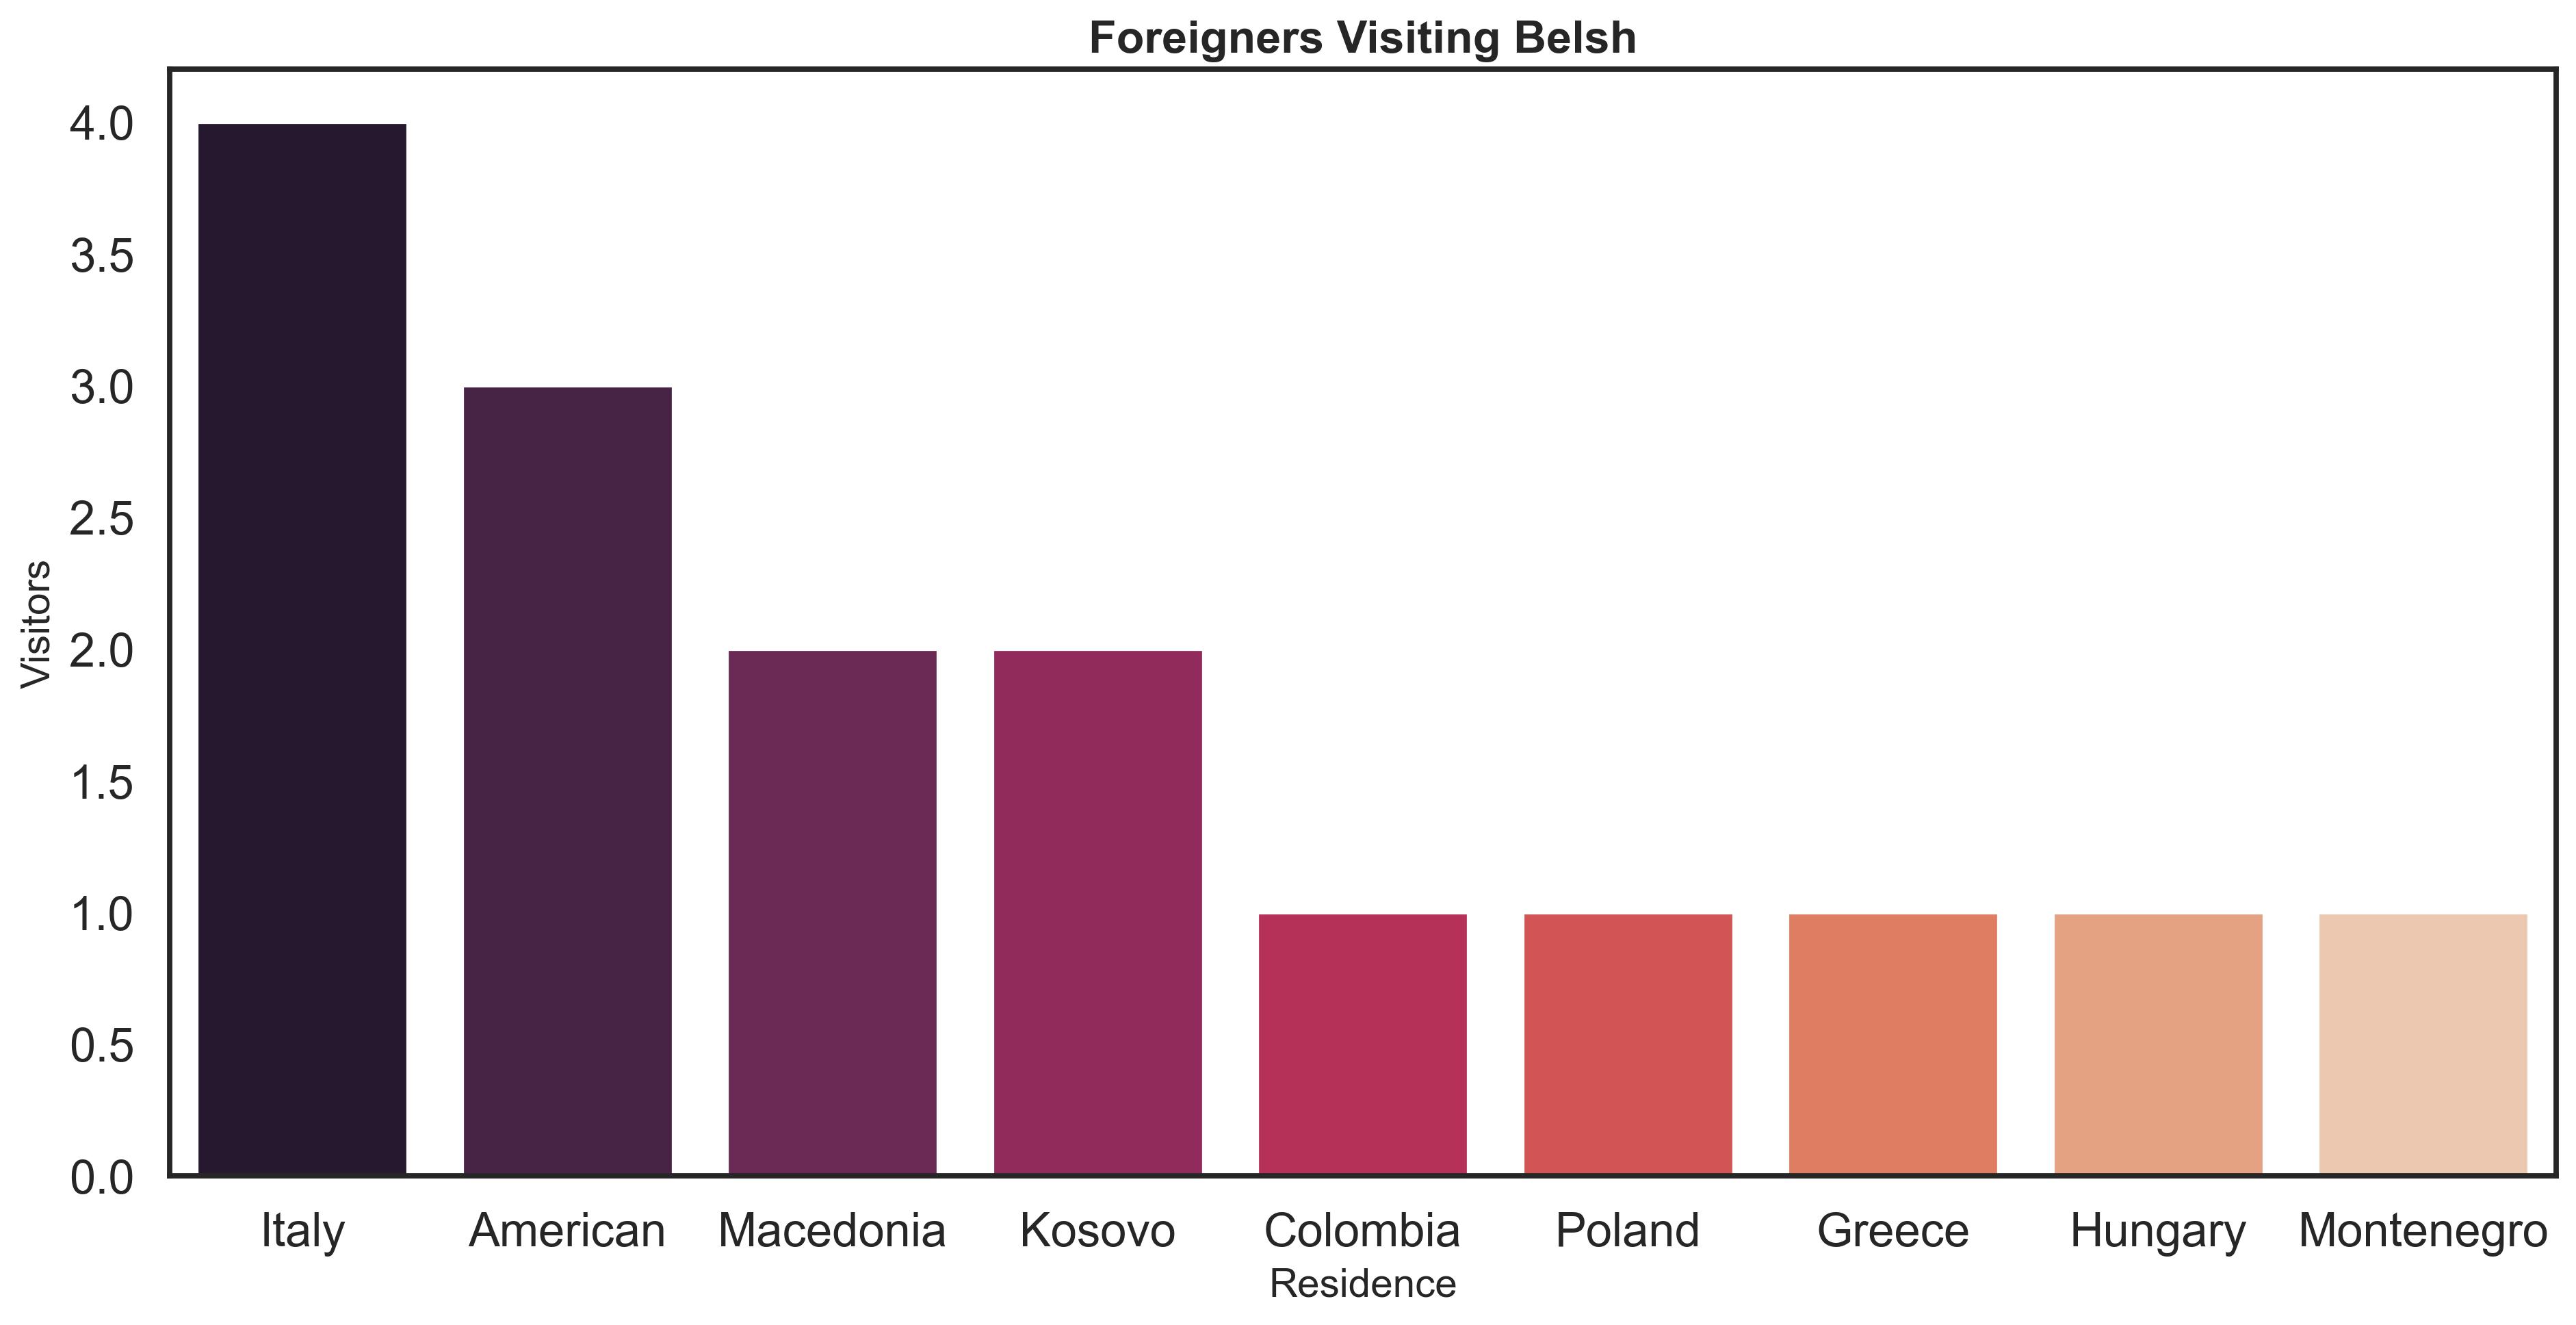 Foreigners Visiting Belsh
Visitors
4.0
3.5
3.0
2.5
2.0
1.5
1.0
0.5
0.0
Italy American Macedonia Kosovo Colombia Poland Greece Hungary Montenegro
Residence